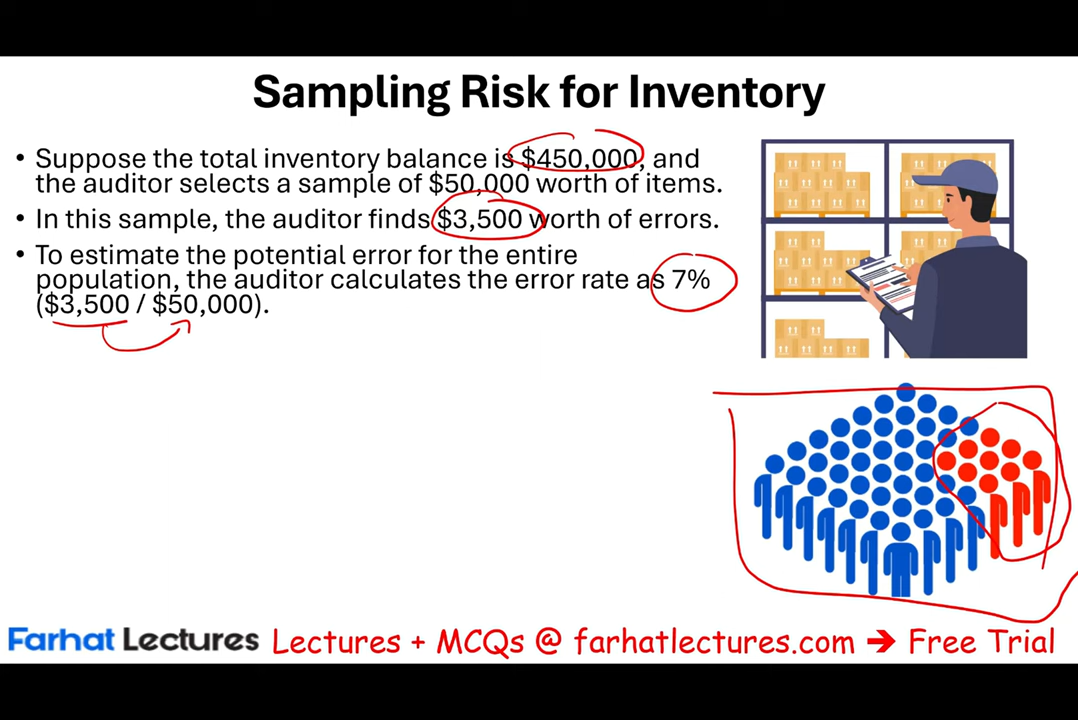 Sampling Risk for Inventory
• Suppose the total inventory balance is $450,000, and
the auditor selects a sample of $50,000 worth of items.
• In this sample, the auditor finds $3,500 worth of errors.
• To estimate the potential error for the entire
population, the auditor calculates the error rate as 7%
($3,500 / $50,000).
Farhat Lectures Lectures + MCQs @ farhatlectures.com → Free Trial